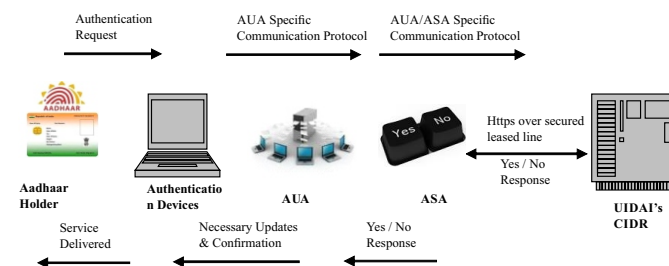 Authentication
Request
AUA Specific
Communication Protocol
AUA/ASA Specific
Communication Protocol
AADHAAR
Yes
No
Https over secured
leased line
Yes / No
Response
Aadhaar
Holder
Authenticatio
n Devices
AUA
ASA
UIDAI's
CIDR
Service
Delivered
Necessary Updates
& Confirmation
Yes / No
Response